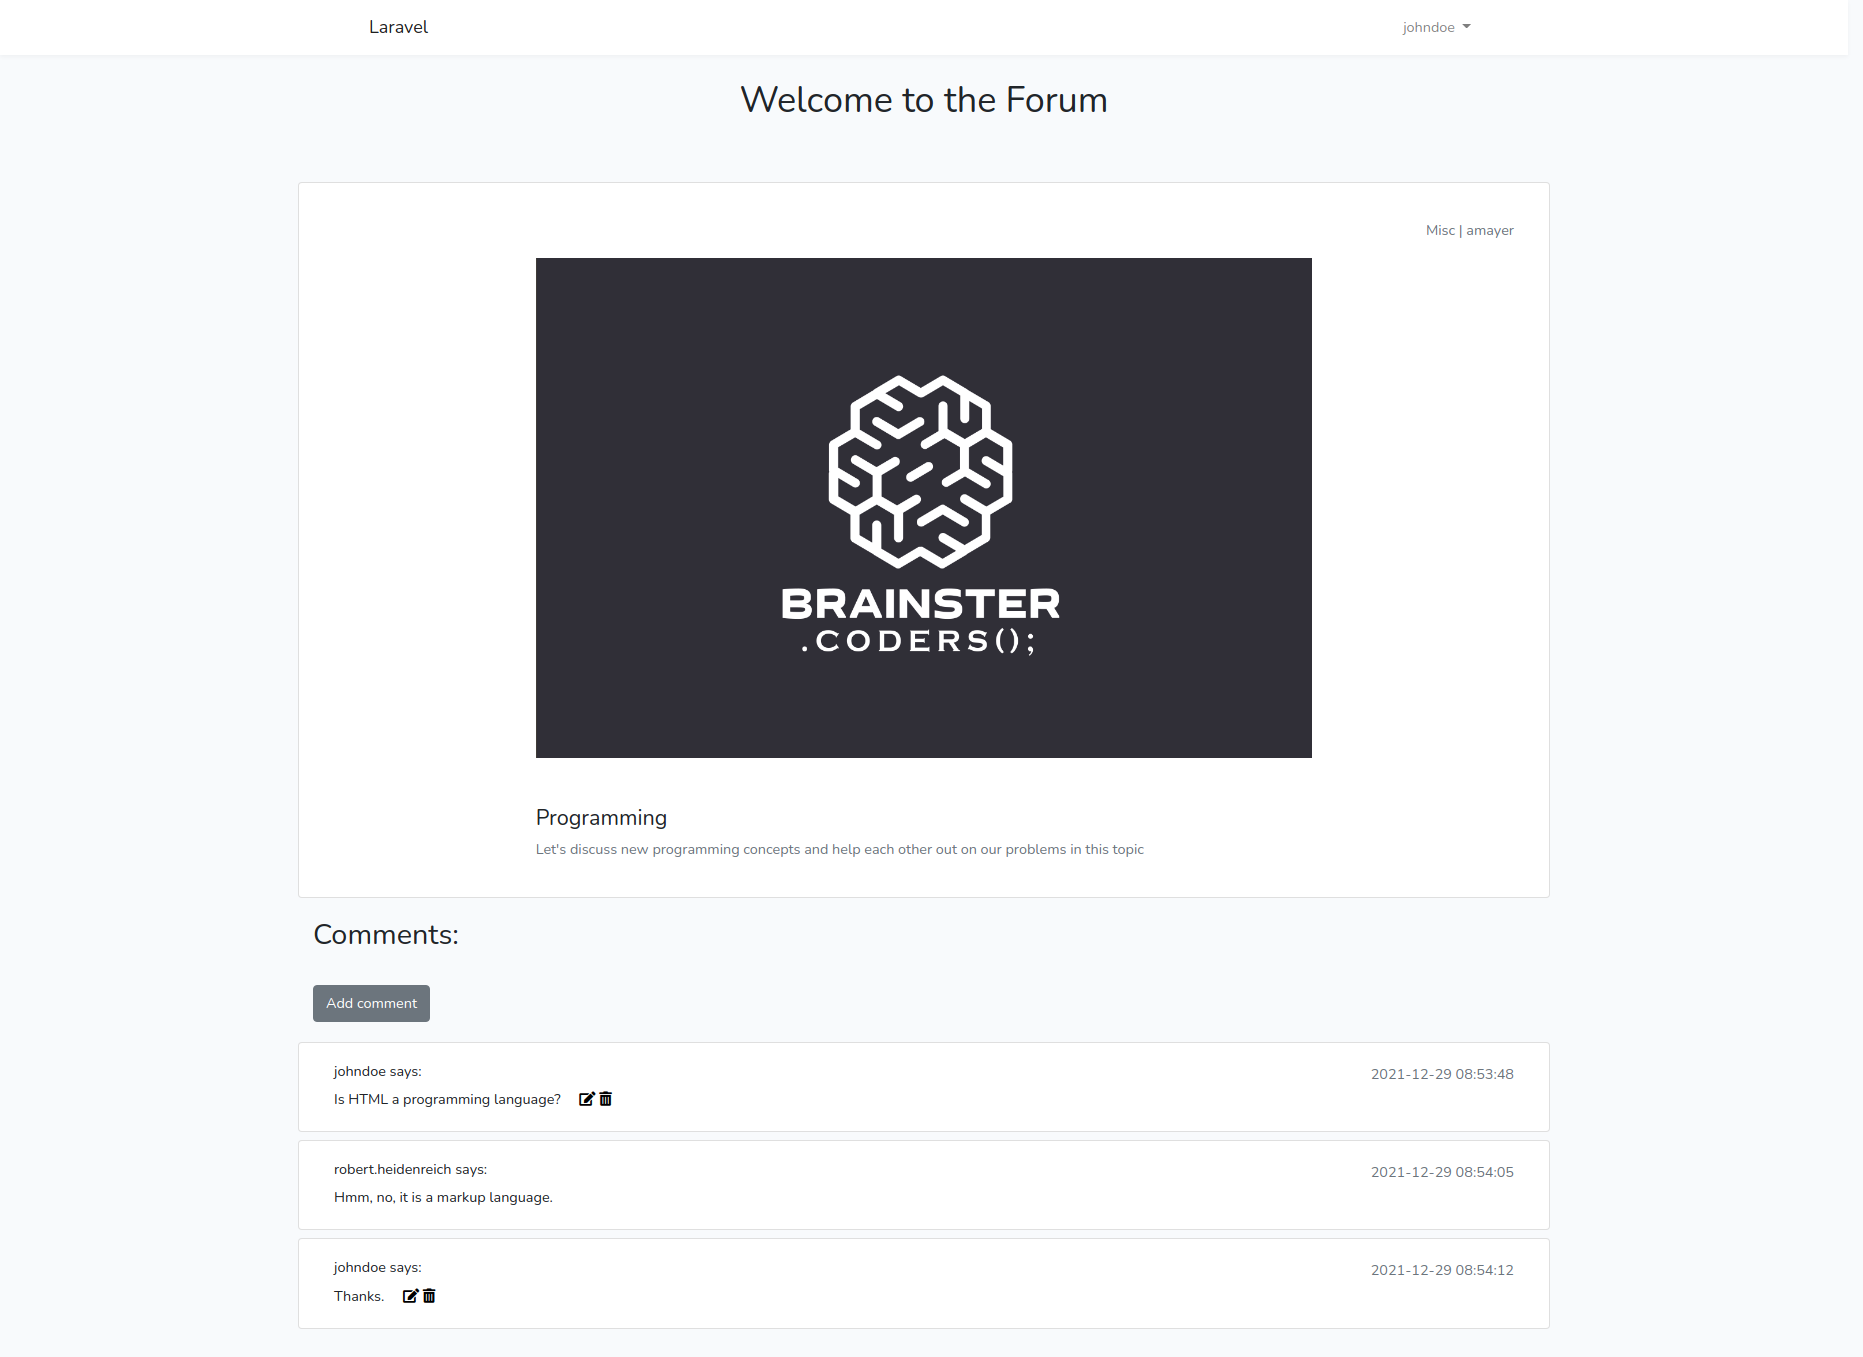 Laravel
johndoe
Welcome to the Forum
Misc | amayer
BRAINSTER
.CODERS();
Programming
Let's discuss new programming concepts and help each other out on our problems in this topic
Comments:
Add comment
johndoe says:
2021-12-29 08:53:48
Is HTML a programming language?
robert.heidenreich says:
2021-12-29 08:54:05
Hmm, no, it is a markup language.
johndoe says:
2021-12-29 08:54:12
Thanks.